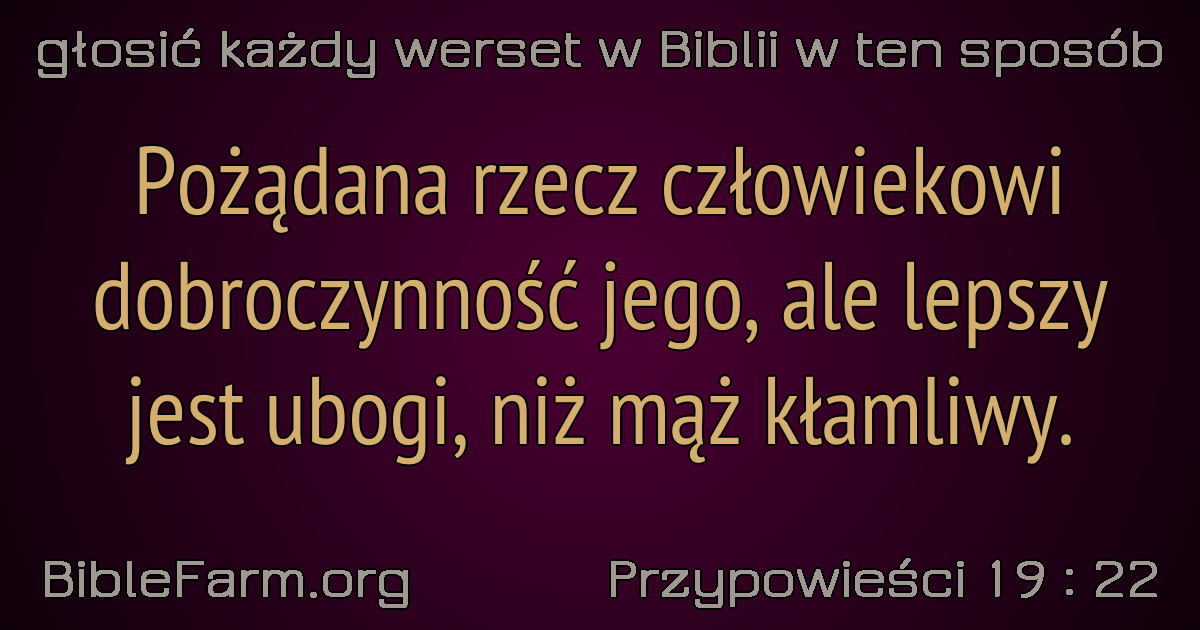 głosić każdy werset w Biblii w ten sposób
Pożądana rzecz człowiekowi
dobroczynność jego, ale lepszy
jest ubogi, niż mąż kłamliwy.
BibleFarm.org
Przypowieści 19 : 22